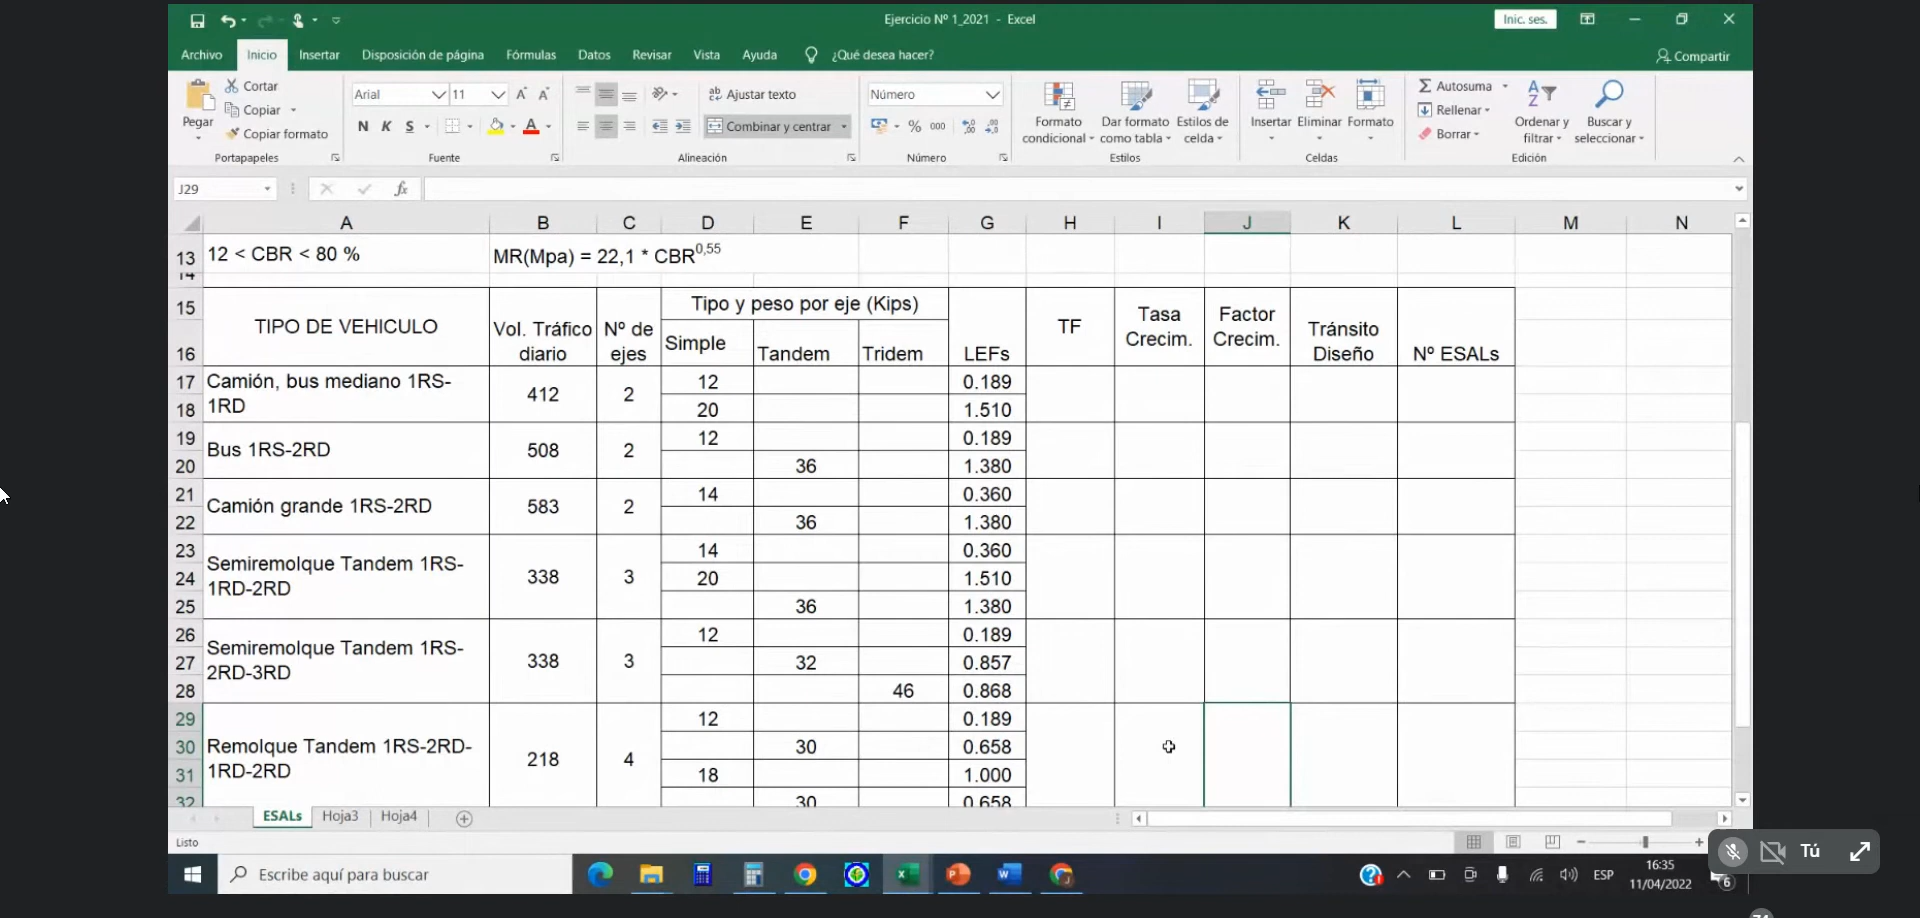 Ejercicio Nº 1_2021 - Excel
Inic. ses.
Archivo Inicio Insertar Disposición de página Fórmulas Datos Revisar Vista Ayuda ¿Qué desea hacer? Compartir
Pegar
Cortar
Copiar
Copiar formato
Portapapeles
Arial 11
N K S
Fuente
Ajustar texto
Combinar y centrar
Alineación
Número
% 000
Número
Formato condicional
Dar formato como tabla
Estilos de celda
Estilos
Insertar Eliminar Formato
Celdas
Autosuma
Rellenar
Borrar
Ordenar y filtrar
Buscar y seleccionar
Edición
J29 fx
A B C D E F G H I J K L M N
13 12 < CBR < 80 % MR(Mpa) = 22,1 * CBR0,55
14
15 TIPO DE VEHICULO Vol. Tráfico diario Nº de ejes Tipo y peso por eje (Kips) LEFs TF Tasa Crecim. Factor Crecim. Tránsito Diseño Nº ESALs
16 Simple Tandem Tridem
17 Camión, bus mediano 1RS-1RD 412 2 12 0.189
18 20 1.510
19 Bus 1RS-2RD 508 2 12 0.189
20 36 1.380
21 Camión grande 1RS-2RD 583 2 14 0.360
22 36 1.380
23 Semiremolque Tandem 1RS-1RD-2RD 338 3 14 0.360
24 20 1.510
25 36 1.380
26 Semiremolque Tandem 1RS-2RD-3RD 338 3 12 0.189
27 32 0.857
28 46 0.868
29 Remolque Tandem 1RS-2RD-1RD-2RD 218 4 12 0.189
30 30 0.658
31 18 1.000
32 30 0.658
ESALs Hoja3 Hoja4
Listo
Tú
Escribe aquí para buscar
ESP
16:35
11/04/2022
6